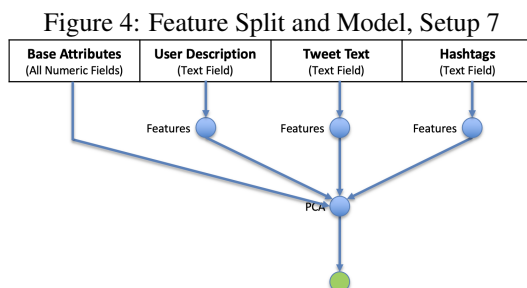 Figure 4: Feature Split and Model, Setup 7
Base Attributes User Description Tweet Text Hashtags
(All Numeric Fields) (Text Field) (Text Field) (Text Field)
Features Features Features
PCA